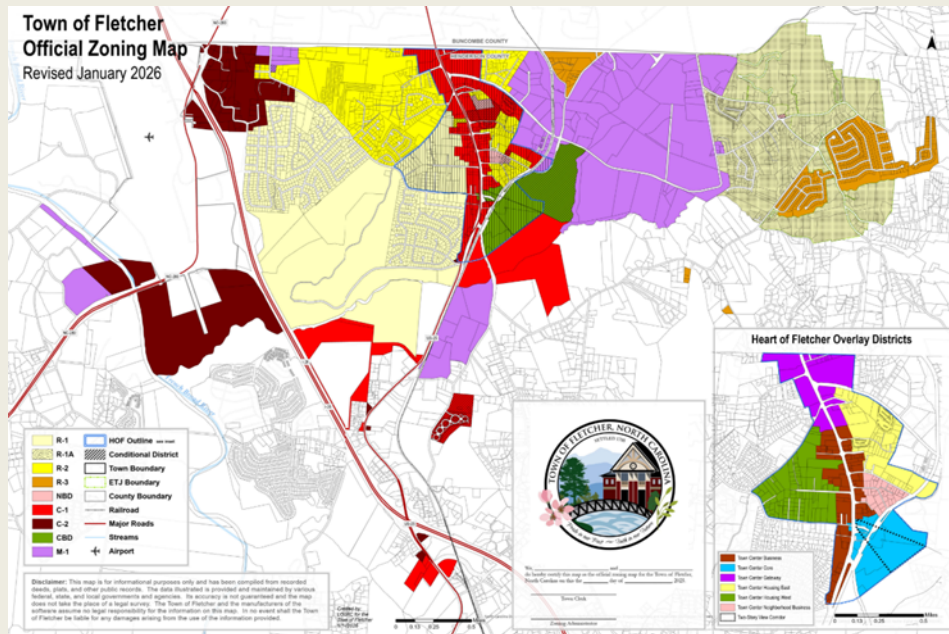 Town of Fletcher
Official Zoning Map
Revised January 2026
BUNCOMBE COUNTY
HENDERSON COUNTY
R-1
R-1A
R-2
R-3
NBD
C-1
C-2
CBD
M-1
HOF Outline see inset
Conditional District
Town Boundary
ETJ Boundary
County Boundary
Railroad
Major Roads
Streams
Airport
Disclaimer: This map is for informational purposes only and has been compiled from recorded
deeds, plats, and other public records. The data illustrated is provided and maintained by various
federal, state, and local governments and agencies. Its accuracy is not guaranteed and the map
does not take the place of a legal survey. The Town of Fletcher and the manufacturers of the
software assume no legal responsibility for the information on this map. In no event shall the Town
of Fletcher be liable for any damages arising from the use of information provided.
TOWN OF FLETCHER, NORTH CAROLINA
Town Clerk
Zoning Administrator
Heart of Fletcher Overlay Districts
Town Center Business
Town Center Core
Town Center Gateway
Town Center Housing East
Town Center Housing West
Town Center Neighborhood Business
Two-Story View Corridor